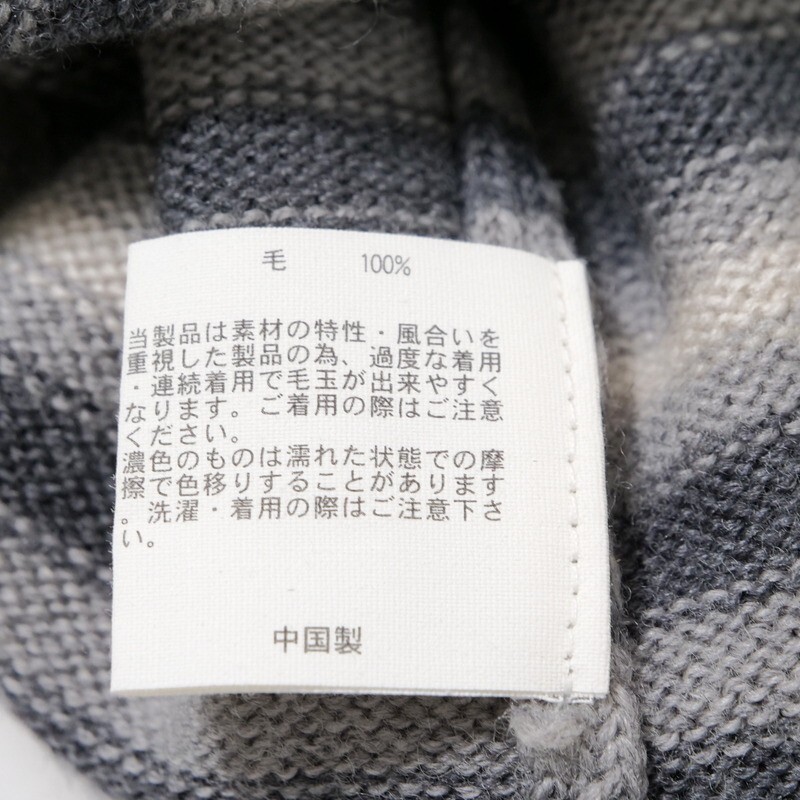 毛 100%
当製品は素材の特性・風合いを
重視した製品の為、過度な着用
・連続着用で毛玉が出来やすく
なります。ご着用の際はご注意
ください。
濃色のものは濡れた状態での摩
擦で色移りすることがあります
。洗濯・着用の際はご注意下さ
い。
中国製